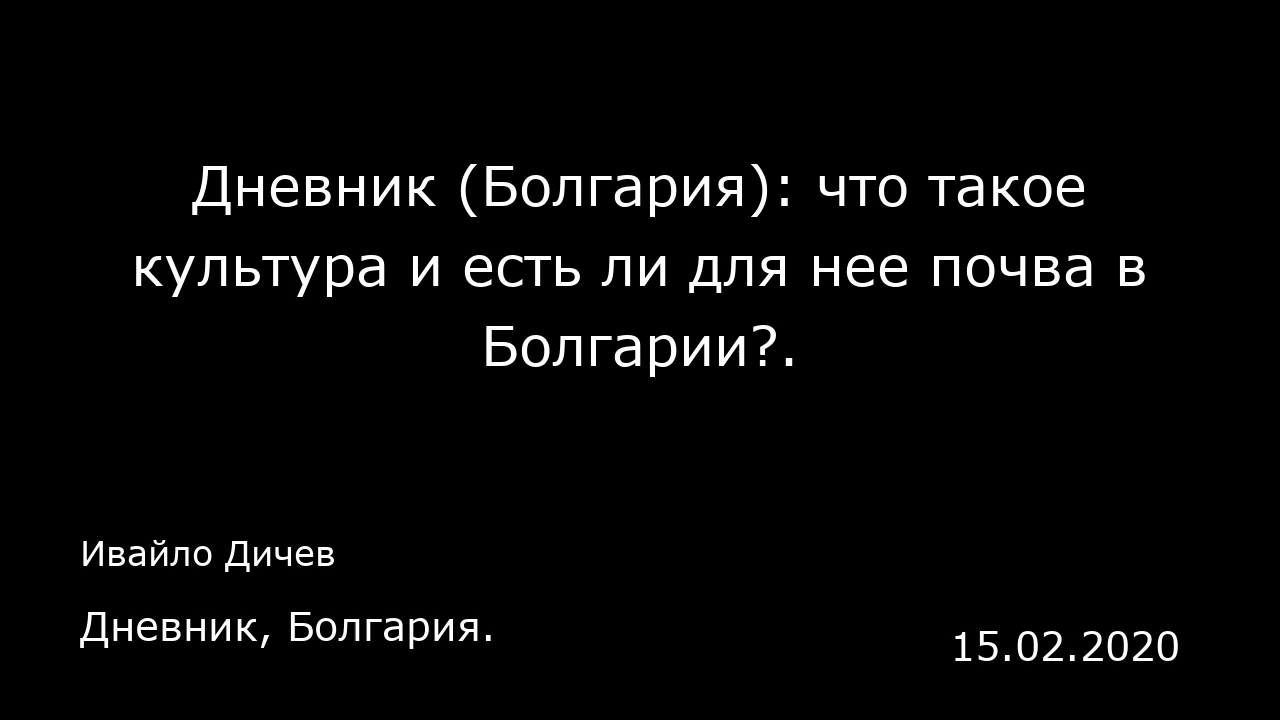 Дневник (Болгария): что такое
культура и есть ли для нее почва в
Болгарии?.
Ивайло Дичев
Дневник, Болгария.
15.02.2020